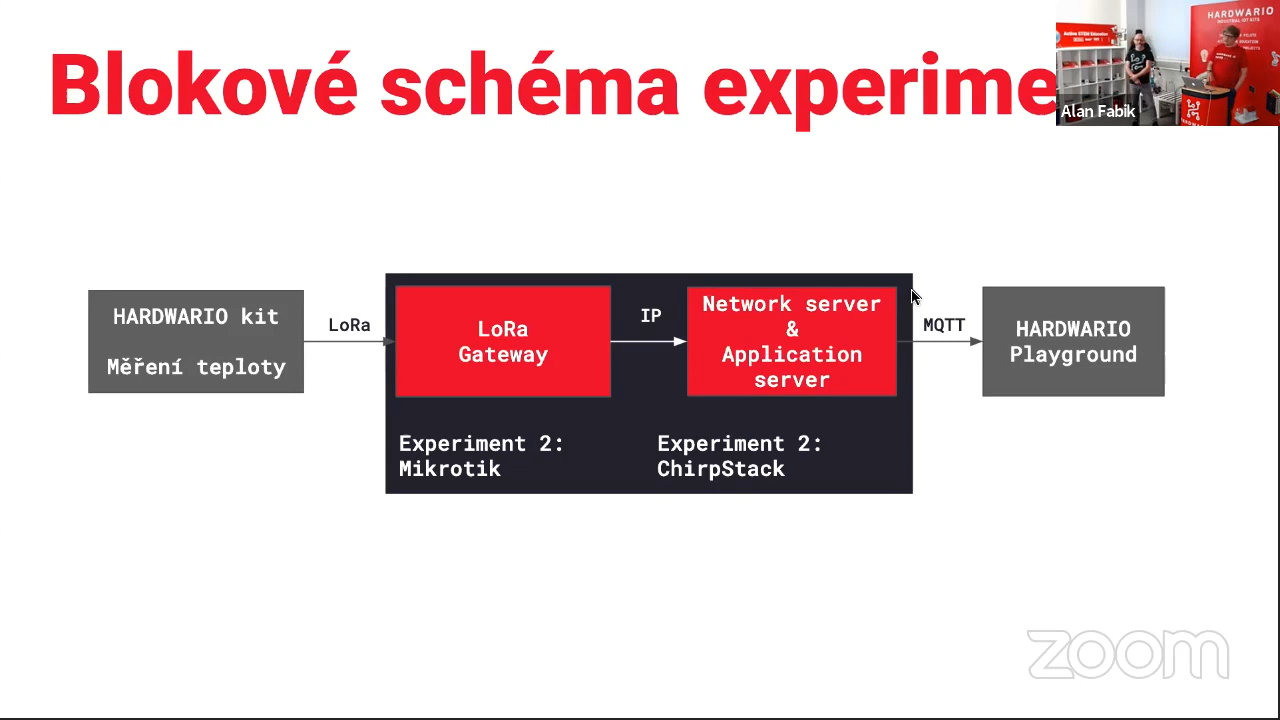 Blokové schéma experime
HARDWARIO
Alan Fabik
HARDWARIO kit
Měření teploty
LoRa
LoRa
Gateway
IP
Network server
&
Application
server
MQTT
HARDWARIO
Playground
Experiment 2:
Mikrotik
Experiment 2:
ChirpStack
zoom